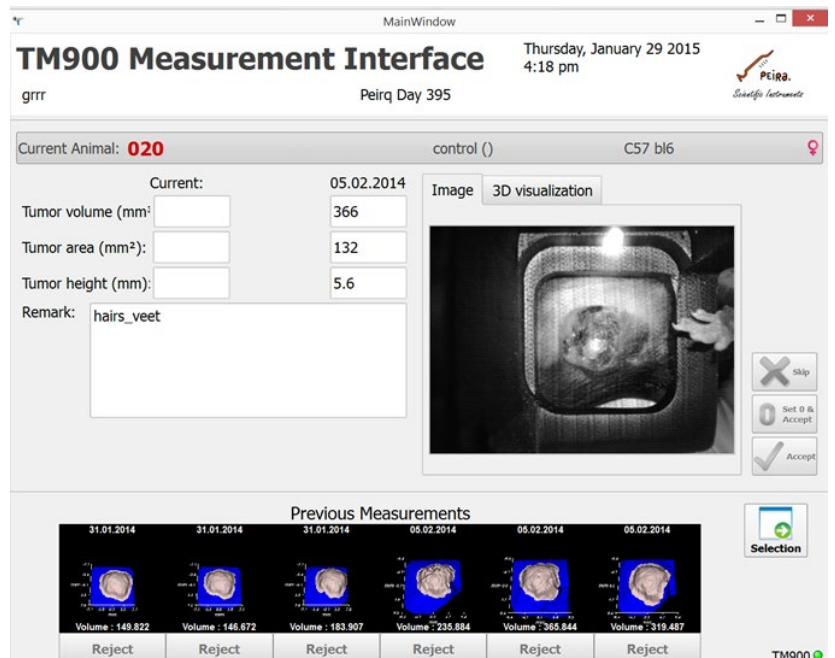 MainWindow
TM900 Measurement Interface
Thursday, January 29 2015
4:18 pm
PEIRA.
Scientific Instruments
grrr
Peirq Day 395
Current Animal: 020
control ()
C57 bl6
♀
Current:
05.02.2014
Image
3D visualization
Tumor volume (mm³
366
Tumor area (mm²):
132
Tumor height (mm):
5.6
Remark:
hairs_veet
Skip
Set 0 &
Accept
Accept
Previous Measurements
31.01.2014 31.01.2014 31.01.2014 05.02.2014 05.02.2014 05.02.2014
Volume : 149.822 Volume : 146.672 Volume : 183.907 Volume : 235.884 Volume : 365.844 Volume : 319.487
Reject Reject Reject Reject Reject Reject
Selection
TM900